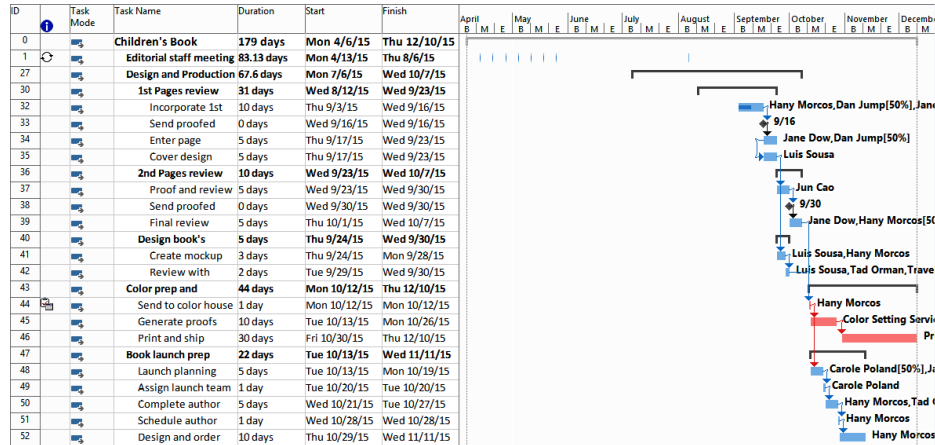 ID Task Mode Task Name Duration Start Finish April May June July August September October November Decemb
B M E B M E B M E B M E B M E B M E B M E B M E B
0 Children's Book 179 days Mon 4/6/15 Thu 12/10/15
1 Editorial staff meeting 83.13 days Mon 4/13/15 Thu 8/6/15
27 Design and Production 67.6 days Mon 7/6/15 Wed 10/7/15
30 1st Pages review 31 days Wed 8/12/15 Wed 9/23/15
32 Incorporate 1st 10 days Thu 9/3/15 Wed 9/16/15 Hany Morcos,Dan Jump[50%],Jane
33 Send proofed 0 days Wed 9/16/15 Wed 9/16/15 9/16
34 Enter page 5 days Thu 9/17/15 Wed 9/23/15 Jane Dow,Dan Jump[50%]
35 Cover design 5 days Thu 9/17/15 Wed 9/23/15 Luis Sousa
36 2nd Pages review 10 days Wed 9/23/15 Wed 10/7/15
37 Proof and review 5 days Wed 9/23/15 Wed 9/30/15 Jun Cao
38 Send proofed 0 days Wed 9/30/15 Wed 9/30/15 9/30
39 Final review 5 days Thu 10/1/15 Wed 10/7/15 Jane Dow,Hany Morcos[50
40 Design book's 5 days Thu 9/24/15 Wed 9/30/15
41 Create mockup 3 days Thu 9/24/15 Mon 9/28/15 Luis Sousa,Hany Morcos
42 Review with 2 days Tue 9/29/15 Wed 9/30/15 Luis Sousa,Tad Orman,Trave
43 Color prep and 44 days Mon 10/12/15 Thu 12/10/15
44 Send to color house 1 day Mon 10/12/15 Mon 10/12/15 Hany Morcos
45 Generate proofs 10 days Tue 10/13/15 Mon 10/26/15 Color Setting Servic
46 Print and ship 30 days Fri 10/30/15 Thu 12/10/15 Pr
47 Book launch prep 22 days Tue 10/13/15 Wed 11/11/15
48 Launch planning 5 days Tue 10/13/15 Mon 10/19/15 Carole Poland[50%],Ja
49 Assign launch team 1 day Tue 10/20/15 Tue 10/20/15 Carole Poland
50 Complete author 5 days Wed 10/21/15 Tue 10/27/15 Hany Morcos,Tad O
51 Schedule author 1 day Wed 10/28/15 Wed 10/28/15 Hany Morcos
52 Design and order 10 days Thu 10/29/15 Wed 11/11/15 Hany Morcos